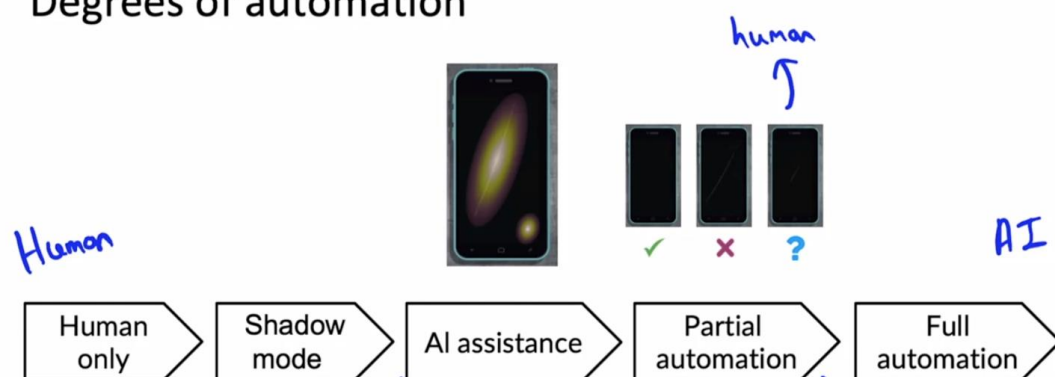 Degrees of automation
human
Human
AI
✓ × ?
Human only
Shadow mode
AI assistance
Partial automation
Full automation